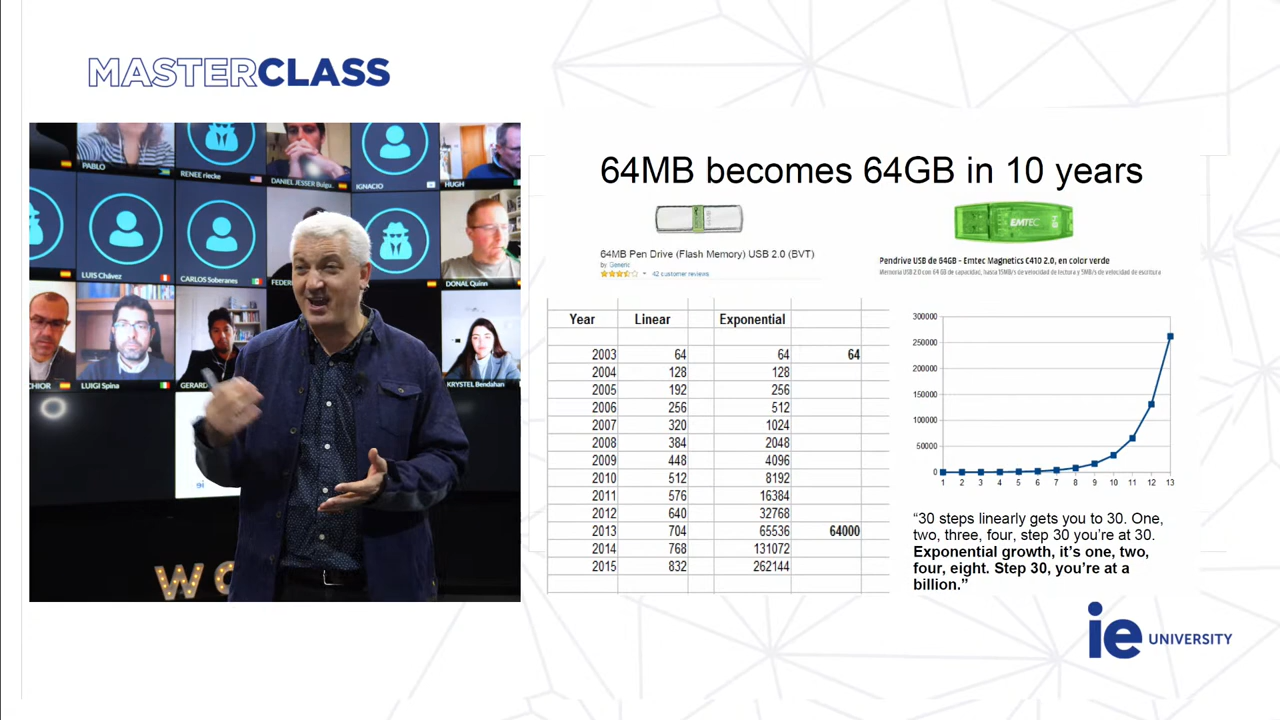 MASTERCLASS
PABLO
RENEE riecke
DANIEL JESSER Buigu..
IGNACIO
HUGH
LUIS Chávez
CARLOS Soberanes
FEDER
DONAL Quinn
CHIOR
LUIGI Spina
GERARD
KRYSTEL Bendahan
WO
64MB becomes 64GB in 10 years
64MB Pen Drive (Flash Memory) USB 2.0 (BVT)
by Generic
42 customer reviews
EMTEC
Pendrive USB de 64GB - Emtec Magnetics C410 2.0, en color verde
Memoria USB 2.0 con 64 GB de capacidad, hasta 15MB/s de velocidad de lectura y 5MB/s de velocidad de escritura
Year Linear Exponential
2003 64 64 64
2004 128 128
2005 192 256
2006 256 512
2007 320 1024
2008 384 2048
2009 448 4096
2010 512 8192
2011 576 16384
2012 640 32768
2013 704 65536 64000
2014 768 131072
2015 832 262144
300000
250000
200000
150000
100000
50000
0
1 2 3 4 5 6 7 8 9 10 11 12 13
“30 steps linearly gets you to 30. One,
two, three, four, step 30 you're at 30.
Exponential growth, it's one, two,
four, eight. Step 30, you're at a
billion.”
ie UNIVERSITY